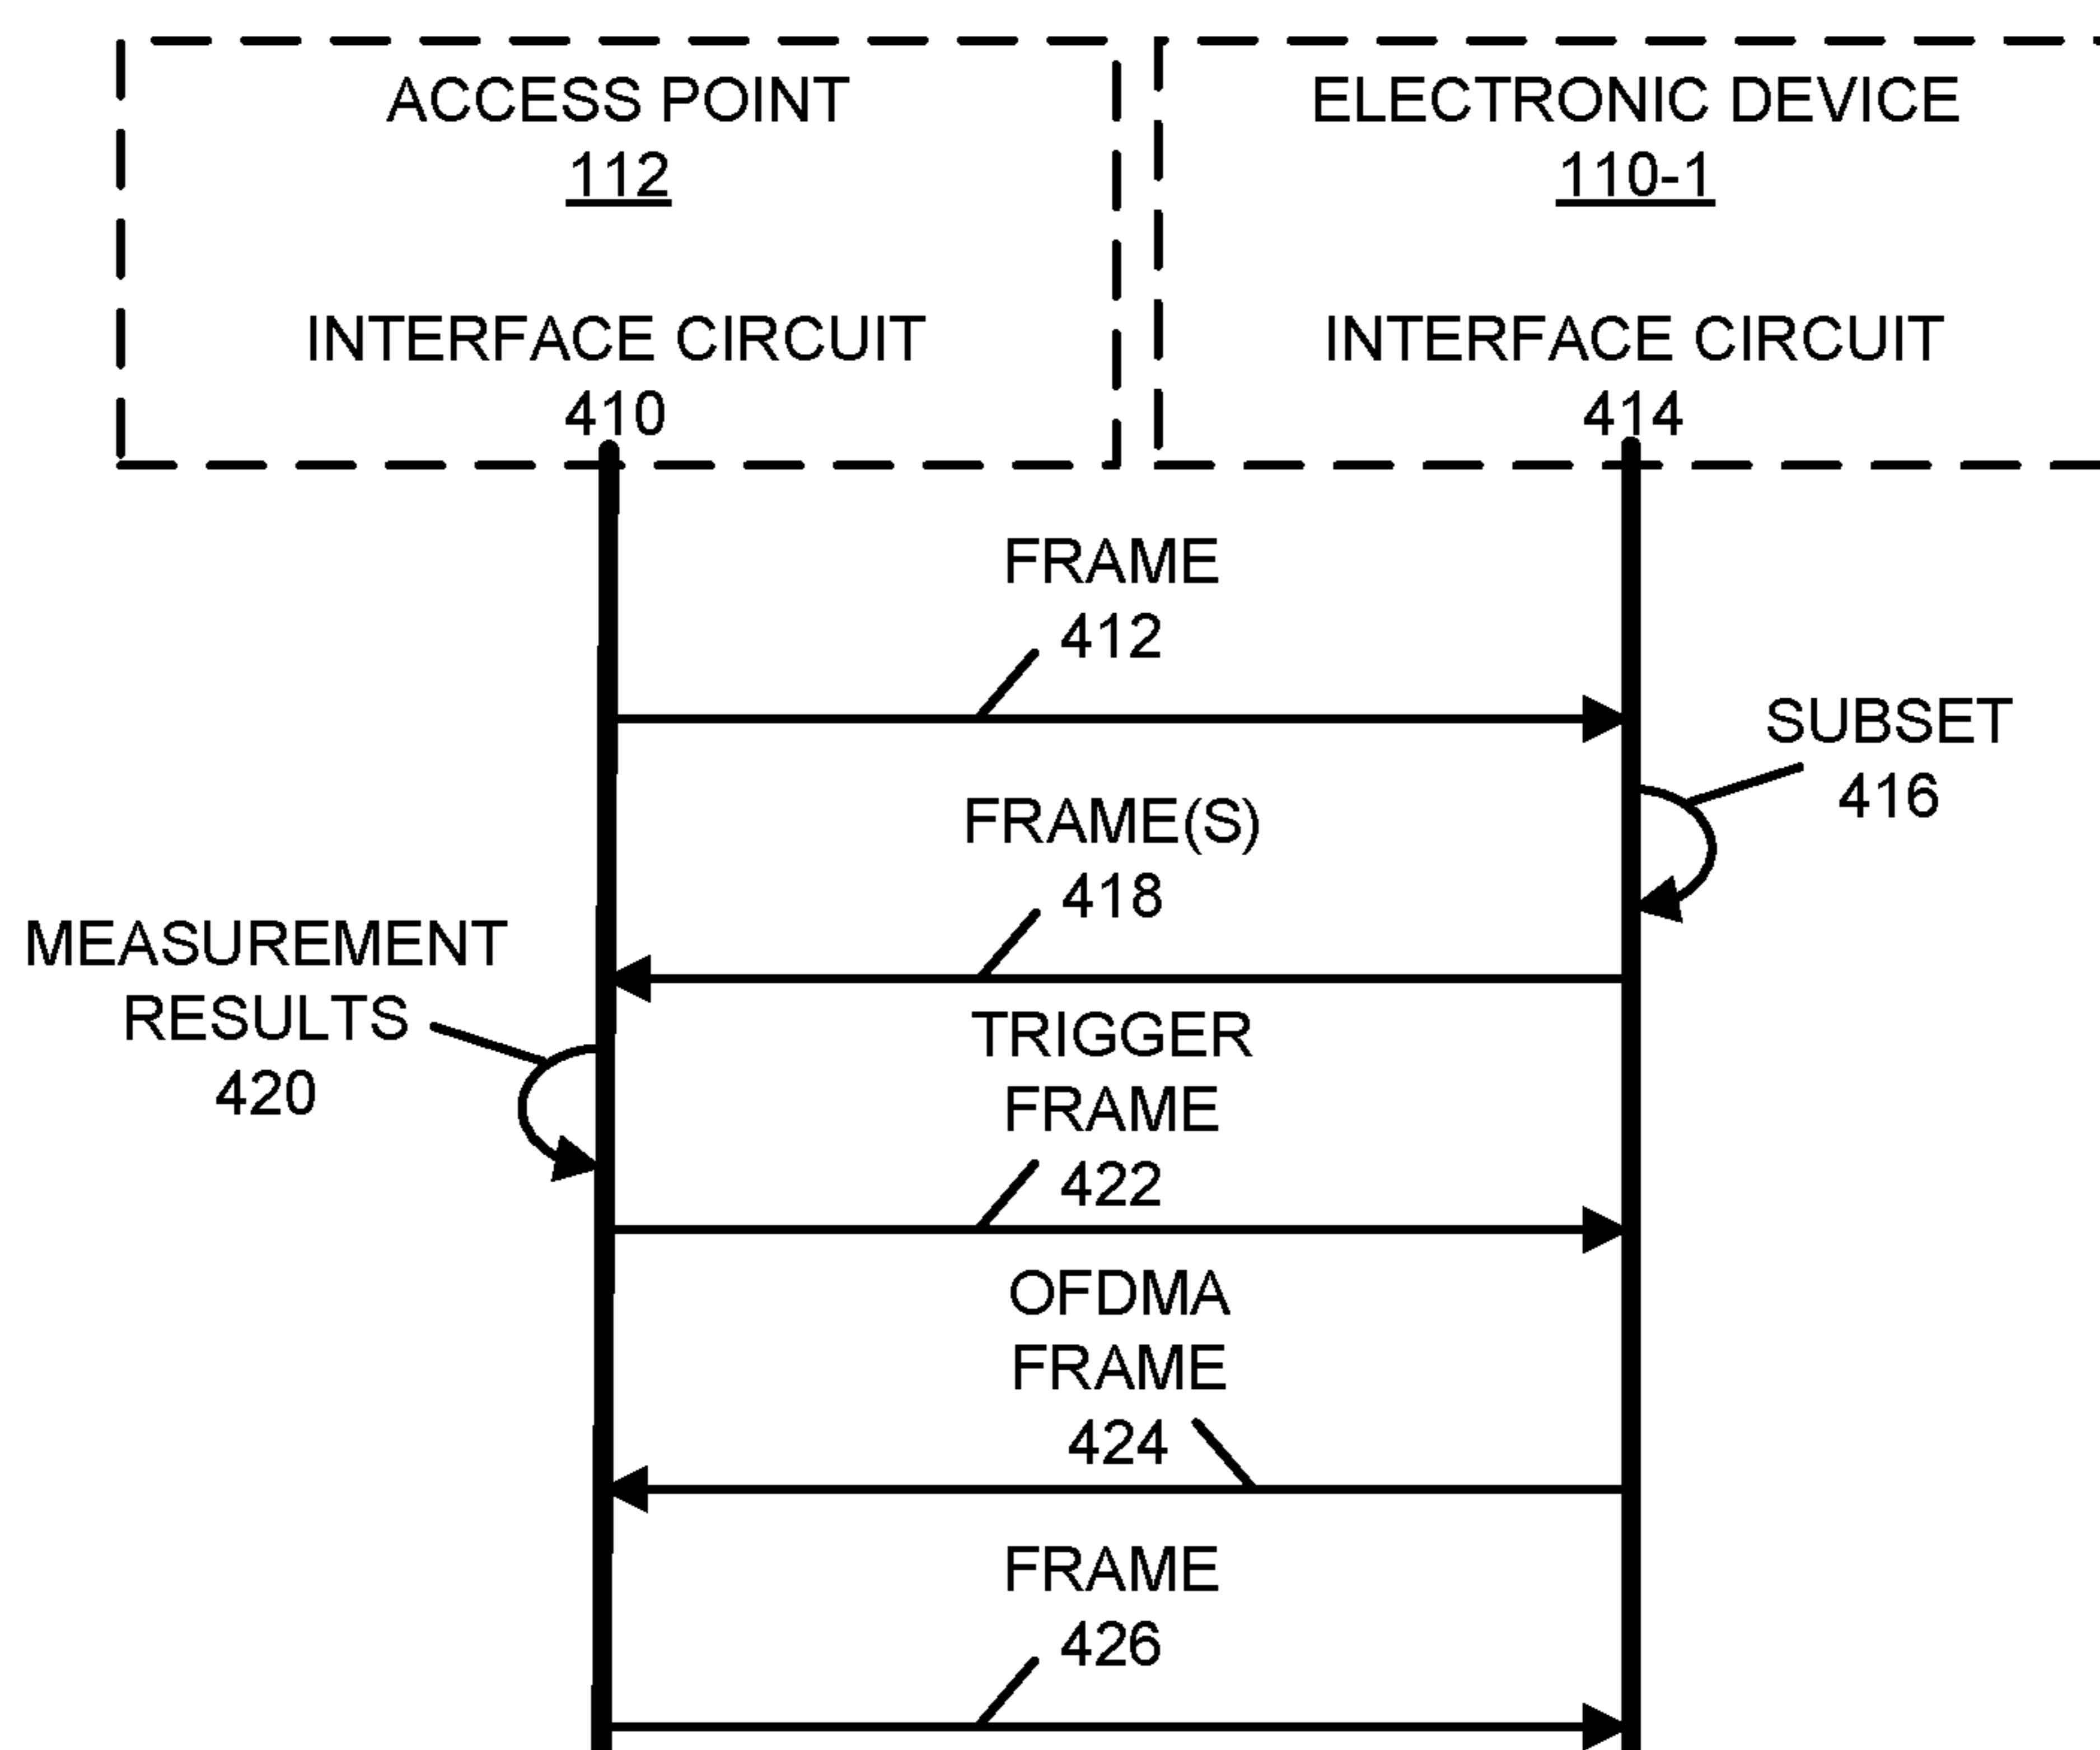 ACCESS POINT
112
INTERFACE CIRCUIT
410
ELECTRONIC DEVICE
110-1
INTERFACE CIRCUIT
414
FRAME
412
SUBSET
416
FRAME(S)
418
MEASUREMENT
RESULTS
420
TRIGGER
FRAME
422
OFDMA
FRAME
424
FRAME
426